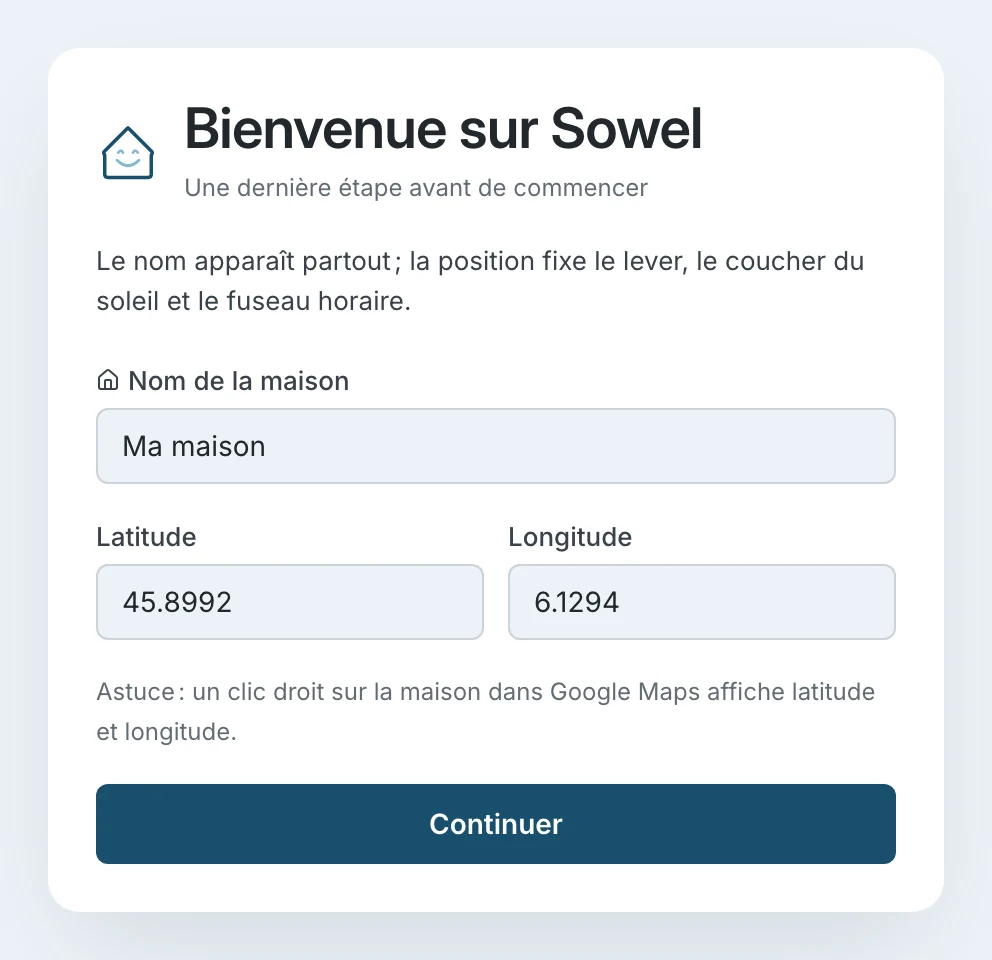 Bienvenue sur Sowel
Une dernière étape avant de commencer
Le nom apparaît partout ; la position fixe le lever, le coucher du
soleil et le fuseau horaire.
Nom de la maison
Ma maison
Latitude
Longitude
45.8992
6.1294
Astuce : un clic droit sur la maison dans Google Maps affiche latitude
et longitude.
Continuer